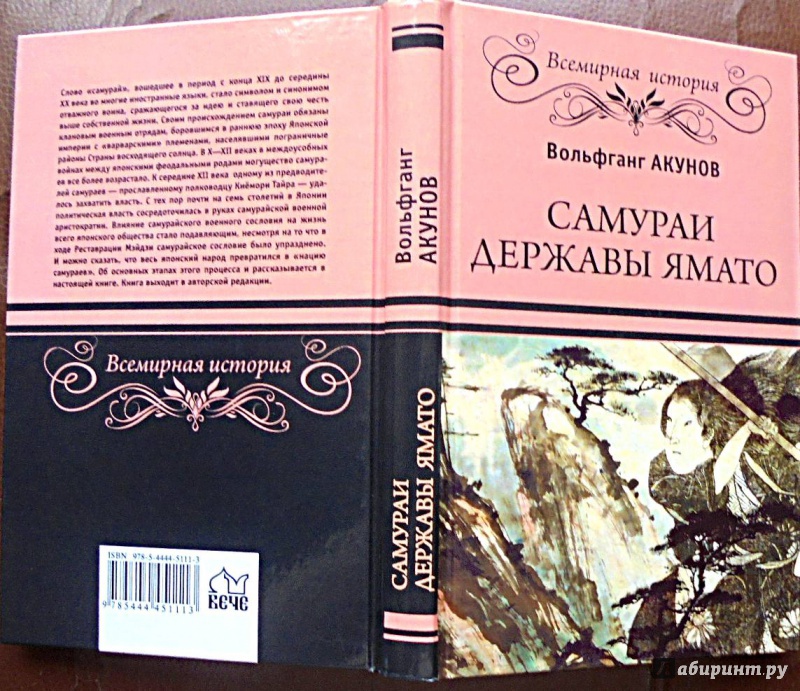 Слово «самурай», вошедшее в период с конца XIX до середины
XX века во многие иностранные языки, стало символом и синонимом
отважного воина, сражающегося за идею и ставящего свою честь
выше собственной жизни. Своим происхождением самураи обязаны
клановым военным отрядам, боровшимся в раннюю эпоху Японской
империи с «варварскими» племенами, населявшими пограничные
районы Страны восходящего солнца. В X—XII веках в междоусобных
войнах между японскими феодальными родами могущество самура-
ев все более возрастало. К середине XII века одному из предводите-
лей самураев — прославленному полководцу Киёмори Тайра — уда-
лось захватить власть. С тех пор почти на семь столетий в Японии
политическая власть сосредоточилась в руках самурайской военной
аристократии. Влияние самурайского военного сословия на жизнь
всего японского общества стало подавляющим, несмотря на то что в
ходе Реставрации Мэйдзи самурайское сословие было упразднено.
И можно сказать, что весь японский народ превратился в «нацию
самураев». Об основных этапах этого процесса и рассказывается в
настоящей книге. Книга выходит в авторской редакции.
Всемирная история
ISBN 978-5-4444-5111-3
9 785444 451113
ВЕЧЕ
Вольфганг
АКУНОВ
САМУРАИ
ДЕРЖАВЫ ЯМАТО
Всемирная история
Вольфганг АКУНОВ
САМУРАИ
ДЕРЖАВЫ ЯМАТО
Лабиринт.ру